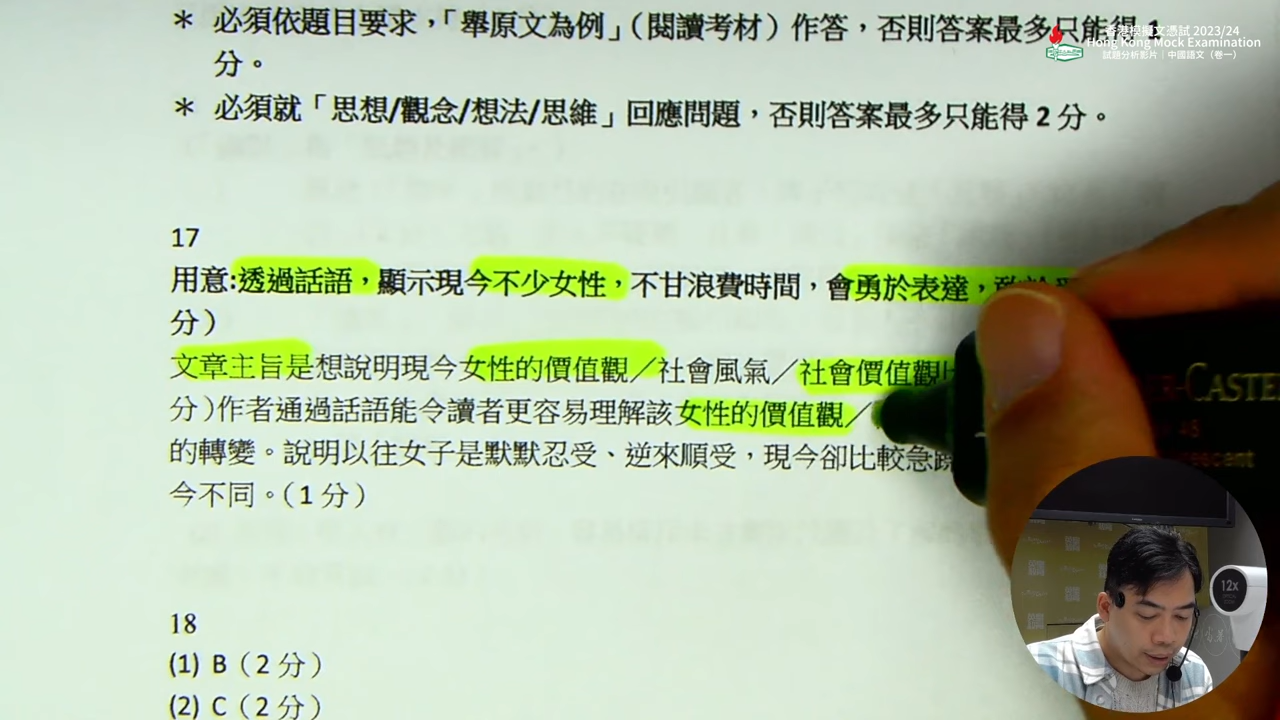 香港模擬文憑試 2023/24
Hong Kong Mock Examination
試題分析影片｜中國語文（卷一）
＊ 必須依題目要求，「舉原文為例」（閱讀考材）作答，否則答案最多只能得 1
分。
＊ 必須就「思想/觀念/想法/思維」回應問題，否則答案最多只能得 2 分。
17
用意:透過話語，顯示現今不少女性，不甘浪費時間，會勇於表達，
分）
文章主旨是想說明現今女性的價值觀／社會風氣／社會價值觀
分）作者通過話語能令讀者更容易理解該女性的價值觀／
的轉變。說明以往女子是默默忍受、逆來順受，現今卻比較急
今不同。（1 分）
18
(1) B（2 分）
(2) C（2 分）
12x